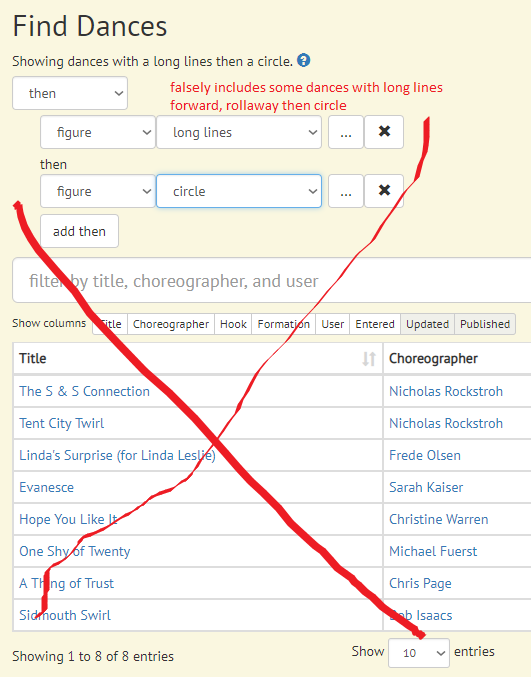 Find Dances
Showing dances with a long lines then a circle. ?
then
falsely includes some dances with long lines
forward, rollaway then circle
figure long lines ... ✖
then
figure circle ... ✖
add then
filter by title, choreographer, and user
Show columns Title Choreographer Hook Formation User Entered Updated Published
Title Choreographer
The S & S Connection Nicholas Rockstroh
Tent City Twirl Nicholas Rockstroh
Linda's Surprise (for Linda Leslie) Frede Olsen
Evanesce Sarah Kaiser
Hope You Like It Christine Warren
One Shy of Twenty Michael Fuerst
A Thing of Trust Chris Page
Sidmouth Swirl Bob Isaacs
Showing 1 to 8 of 8 entries Show 10 entries